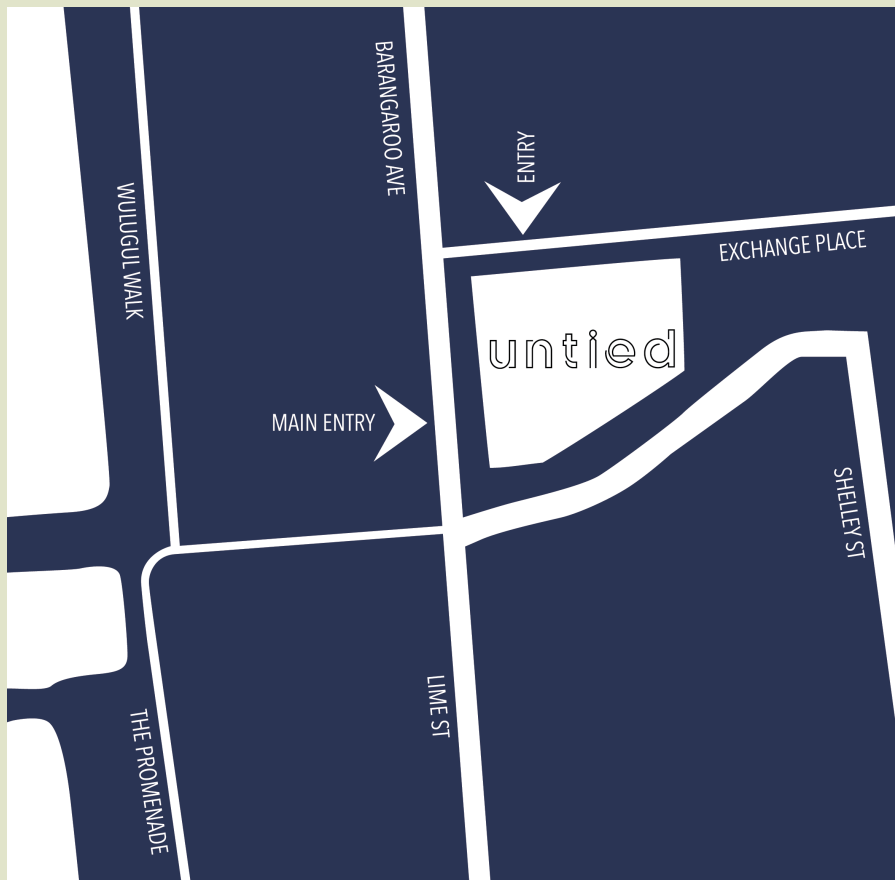 BARANGAROO AVE
ENTRY
WULUGUL WALK
EXCHANGE PLACE
untied
MAIN ENTRY
SHELLEY ST
LIME ST
THE PROMENADE